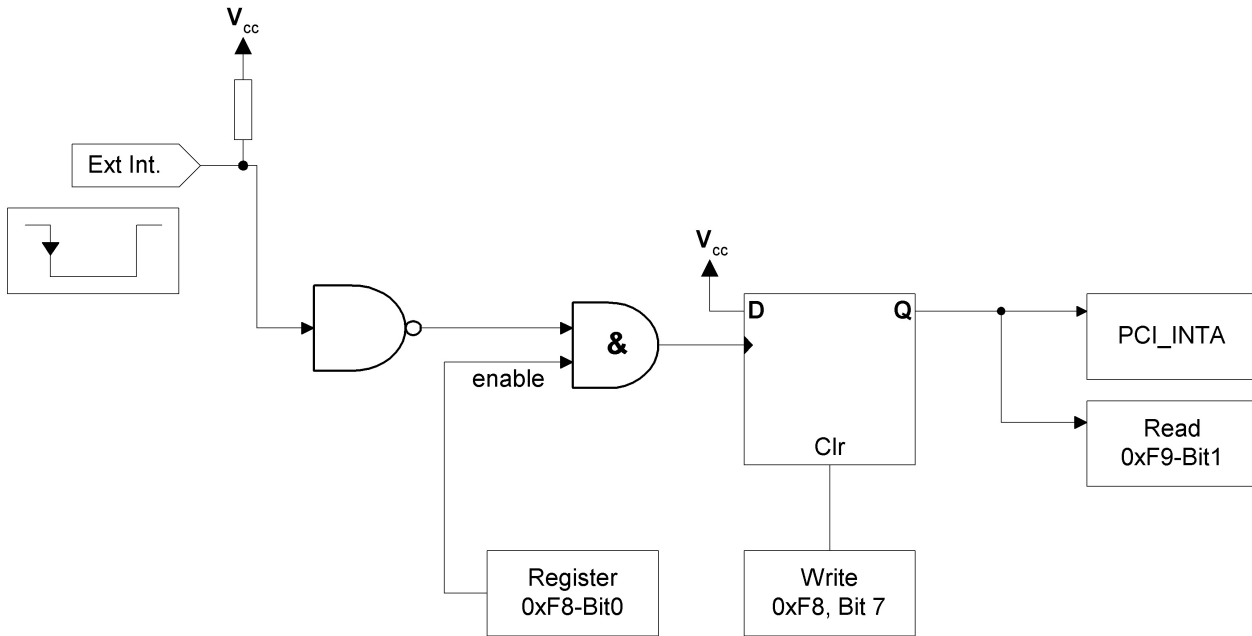 Vcc
Ext Int.
Vcc
D
Q
PCI_INTA
&
enable
Read
0xF9-Bit1
Clr
Register
0xF8-Bit0
Write
0xF8, Bit 7